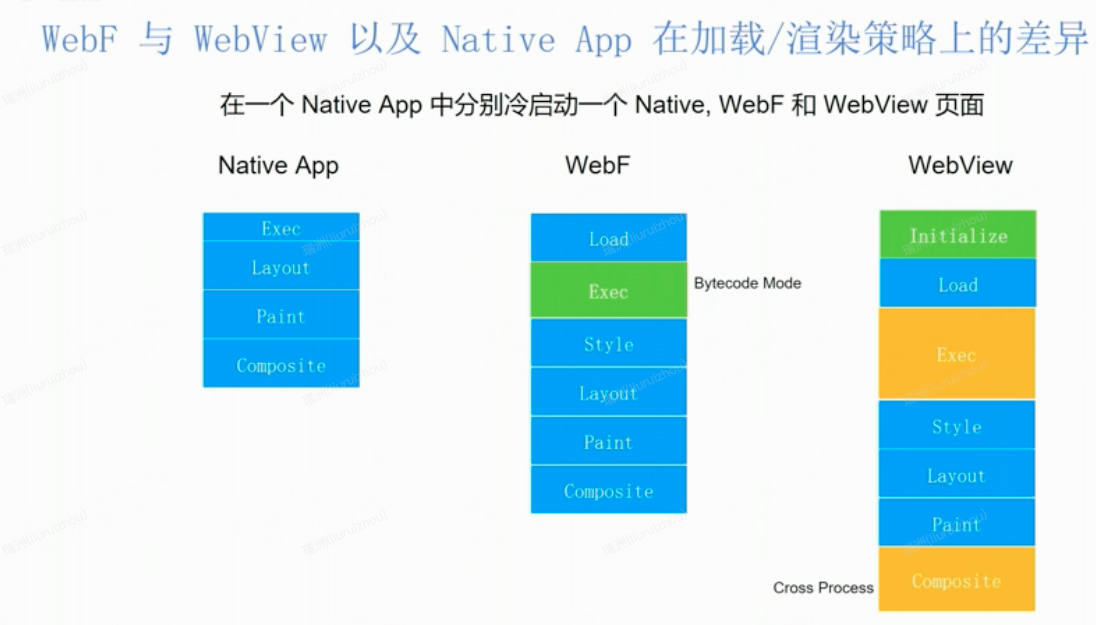 WebF 与 WebView 以及 Native App 在加载/渲染策略上的差异
在一个 Native App 中分别冷启动一个 Native, WebF 和 WebView 页面
Native App
Exec
Layout
Paint
Composite
WebF
Load
Exec
Bytecode Mode
Style
Layout
Paint
Composite
WebView
Initialize
Load
Exec
Style
Layout
Paint
Composite
Cross Process
瑞洲(liuruizhou)